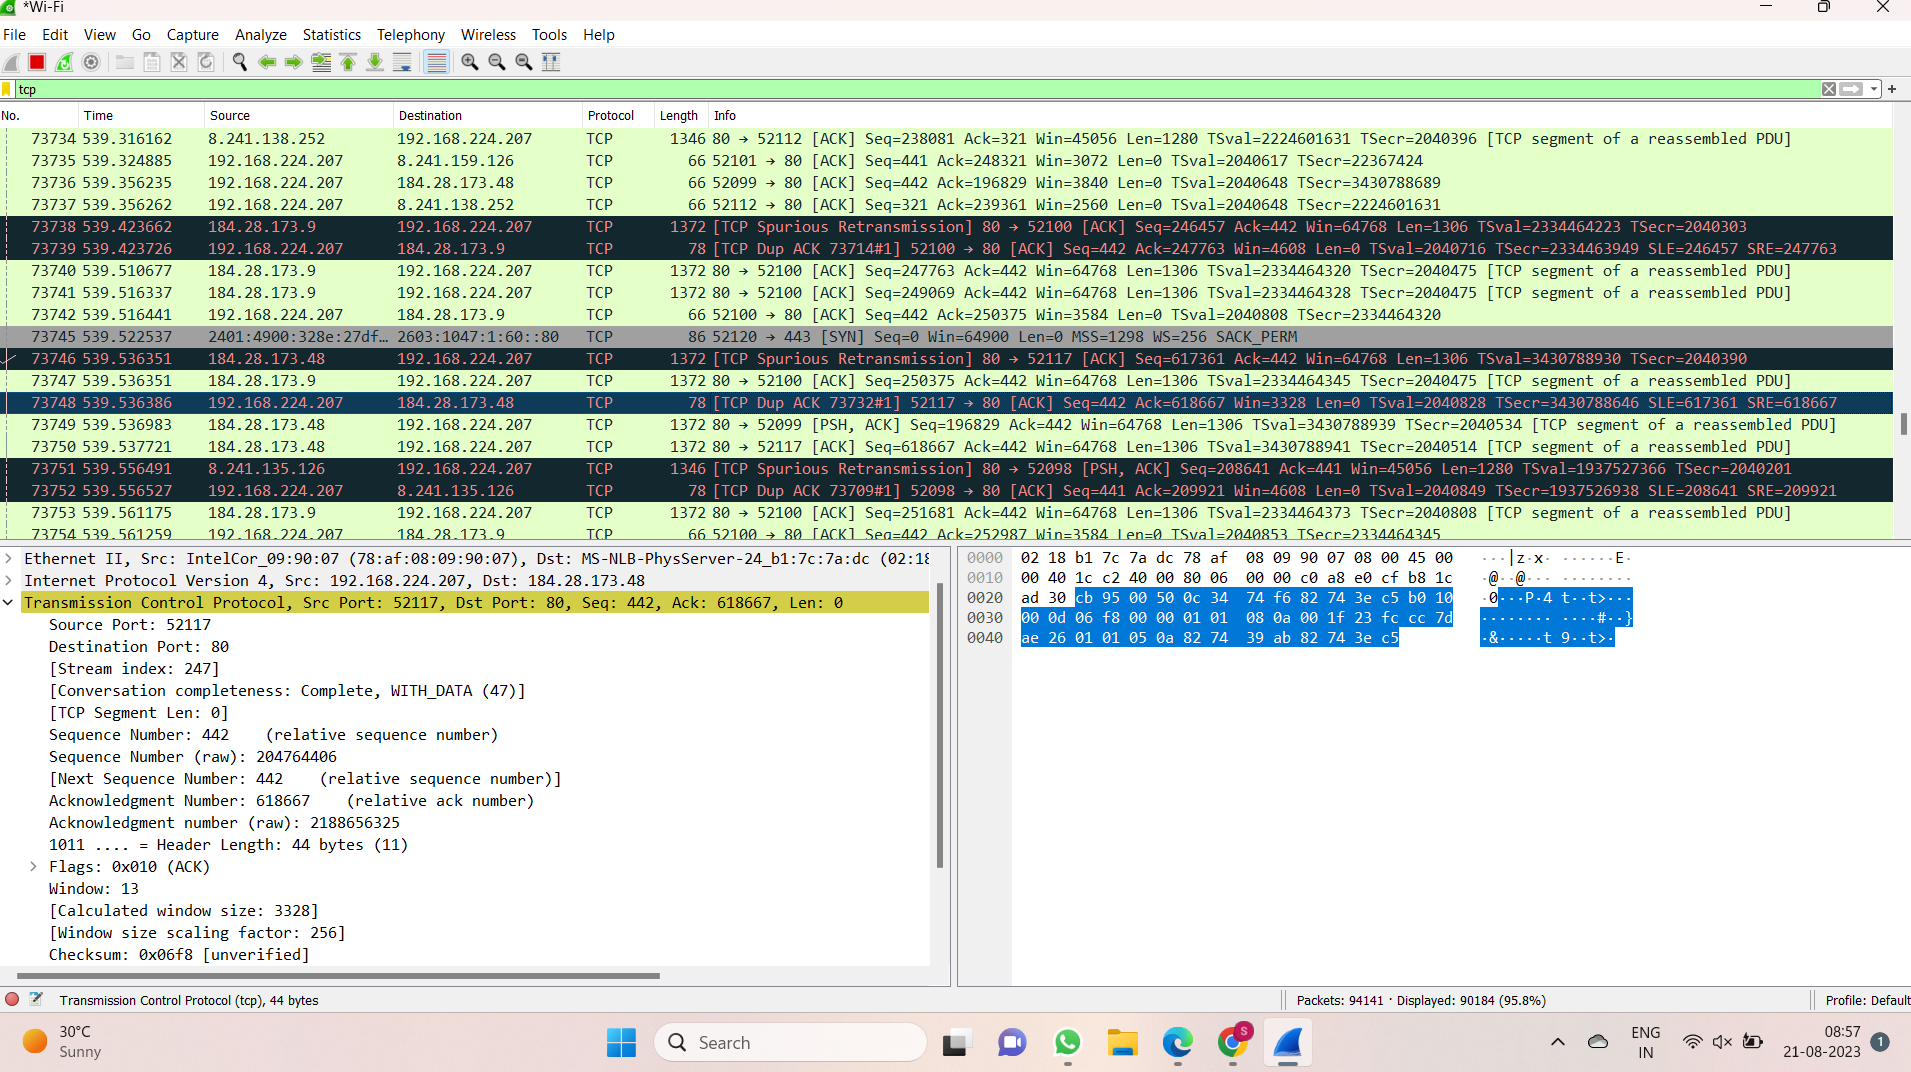 *Wi-Fi
File Edit View Go Capture Analyze Statistics Telephony Wireless Tools Help
tcp
No. Time Source Destination Protocol Length Info
73734 539.316162 8.241.138.252 192.168.224.207 TCP 1346 80 → 52112 [ACK] Seq=238081 Ack=321 Win=45056 Len=1280 TSval=2224601631 TSecr=2040396 [TCP segment of a reassembled PDU]
73735 539.324885 192.168.224.207 8.241.159.126 TCP 66 52101 → 80 [ACK] Seq=441 Ack=248321 Win=3072 Len=0 TSval=2040617 TSecr=22367424
73736 539.356235 192.168.224.207 184.28.173.48 TCP 66 52099 → 80 [ACK] Seq=442 Ack=196829 Win=3840 Len=0 TSval=2040648 TSecr=3430788689
73737 539.356262 192.168.224.207 8.241.138.252 TCP 66 52112 → 80 [ACK] Seq=321 Ack=239361 Win=2560 Len=0 TSval=2040648 TSecr=2224601631
73738 539.423662 184.28.173.9 192.168.224.207 TCP 1372 [TCP Spurious Retransmission] 80 → 52100 [ACK] Seq=246457 Ack=442 Win=64768 Len=1306 TSval=2334464223 TSecr=2040303
73739 539.423726 192.168.224.207 184.28.173.9 TCP 78 [TCP Dup ACK 73714#1] 52100 → 80 [ACK] Seq=442 Ack=247763 Win=4608 Len=0 TSval=2040716 TSecr=2334463949 SLE=246457 SRE=247763
73740 539.510677 184.28.173.9 192.168.224.207 TCP 1372 80 → 52100 [ACK] Seq=247763 Ack=442 Win=64768 Len=1306 TSval=2334464320 TSecr=2040475 [TCP segment of a reassembled PDU]
73741 539.516337 184.28.173.9 192.168.224.207 TCP 1372 80 → 52100 [ACK] Seq=249069 Ack=442 Win=64768 Len=1306 TSval=2334464328 TSecr=2040475 [TCP segment of a reassembled PDU]
73742 539.516441 192.168.224.207 184.28.173.9 TCP 66 52100 → 80 [ACK] Seq=442 Ack=250375 Win=3584 Len=0 TSval=2040808 TSecr=2334464320
73745 539.522537 2401:4900:328e:27df… 2603:1047:1:60::80 TCP 86 52120 → 443 [SYN] Seq=0 Win=64900 Len=0 MSS=1298 WS=256 SACK_PERM
73746 539.536351 184.28.173.48 192.168.224.207 TCP 1372 [TCP Spurious Retransmission] 80 → 52117 [ACK] Seq=617361 Ack=442 Win=64768 Len=1306 TSval=3430788930 TSecr=2040390
73747 539.536351 184.28.173.9 192.168.224.207 TCP 1372 80 → 52100 [ACK] Seq=250375 Ack=442 Win=64768 Len=1306 TSval=2334464345 TSecr=2040475 [TCP segment of a reassembled PDU]
73748 539.536386 192.168.224.207 184.28.173.48 TCP 78 [TCP Dup ACK 73732#1] 52117 → 80 [ACK] Seq=442 Ack=618667 Win=3328 Len=0 TSval=2040828 TSecr=3430788646 SLE=617361 SRE=618667
73749 539.536983 184.28.173.48 192.168.224.207 TCP 1372 80 → 52099 [PSH, ACK] Seq=196829 Ack=442 Win=64768 Len=1306 TSval=3430788939 TSecr=2040534 [TCP segment of a reassembled PDU]
73750 539.537721 184.28.173.48 192.168.224.207 TCP 1372 80 → 52117 [ACK] Seq=618667 Ack=442 Win=64768 Len=1306 TSval=3430788941 TSecr=2040514 [TCP segment of a reassembled PDU]
73751 539.556491 8.241.135.126 192.168.224.207 TCP 1346 [TCP Spurious Retransmission] 80 → 52098 [PSH, ACK] Seq=208641 Ack=441 Win=45056 Len=1280 TSval=1937527366 TSecr=2040201
73752 539.556527 192.168.224.207 8.241.135.126 TCP 78 [TCP Dup ACK 73709#1] 52098 → 80 [ACK] Seq=441 Ack=209921 Win=4608 Len=0 TSval=2040849 TSecr=1937526938 SLE=208641 SRE=209921
73753 539.561175 184.28.173.9 192.168.224.207 TCP 1372 80 → 52100 [ACK] Seq=251681 Ack=442 Win=64768 Len=1306 TSval=2334464373 TSecr=2040808 [TCP segment of a reassembled PDU]
73754 539.561259 192.168.224.207 184.28.173.9 TCP 66 52100 → 80 [ACK] Seq=442 Ack=252987 Win=3584 Len=0 TSval=2040853 TSecr=2334464345
Ethernet II, Src: IntelCor_09:90:07 (78:af:08:09:90:07), Dst: MS-NLB-PhysServer-24_b1:7c:7a:dc (02:18
Internet Protocol Version 4, Src: 192.168.224.207, Dst: 184.28.173.48
Transmission Control Protocol, Src Port: 52117, Dst Port: 80, Seq: 442, Ack: 618667, Len: 0
Source Port: 52117
Destination Port: 80
[Stream index: 247]
[Conversation completeness: Complete, WITH_DATA (47)]
[TCP Segment Len: 0]
Sequence Number: 442 (relative sequence number)
Sequence Number (raw): 204764406
[Next Sequence Number: 442 (relative sequence number)]
Acknowledgment Number: 618667 (relative ack number)
Acknowledgment number (raw): 2188656325
1011 .... = Header Length: 44 bytes (11)
Flags: 0x010 (ACK)
Window: 13
[Calculated window size: 3328]
[Window size scaling factor: 256]
Checksum: 0x06f8 [unverified]
0000 02 18 b1 7c 7a dc 78 af 08 09 90 07 08 00 45 00 ···|z·x· ······E·
0010 00 40 1c c2 40 00 80 06 00 00 c0 a8 e0 cf b8 1c ·@··@··· ········
0020 ad 30 cb 95 00 50 0c 34 74 f6 82 74 3e c5 b0 10 ·0···P·4 t··t>···
0030 00 0d 06 f8 00 00 01 01 08 0a 00 1f 23 fc cc 7d ········ ····#··}
0040 ae 26 01 01 05 0a 82 74 39 ab 82 74 3e c5 ·&·····t 9··t>·
Transmission Control Protocol (tcp), 44 bytes
Packets: 94141 · Displayed: 90184 (95.8%)
Profile: Default
30°C
Sunny
Search
S
ENG
IN
08:57
21-08-2023
1